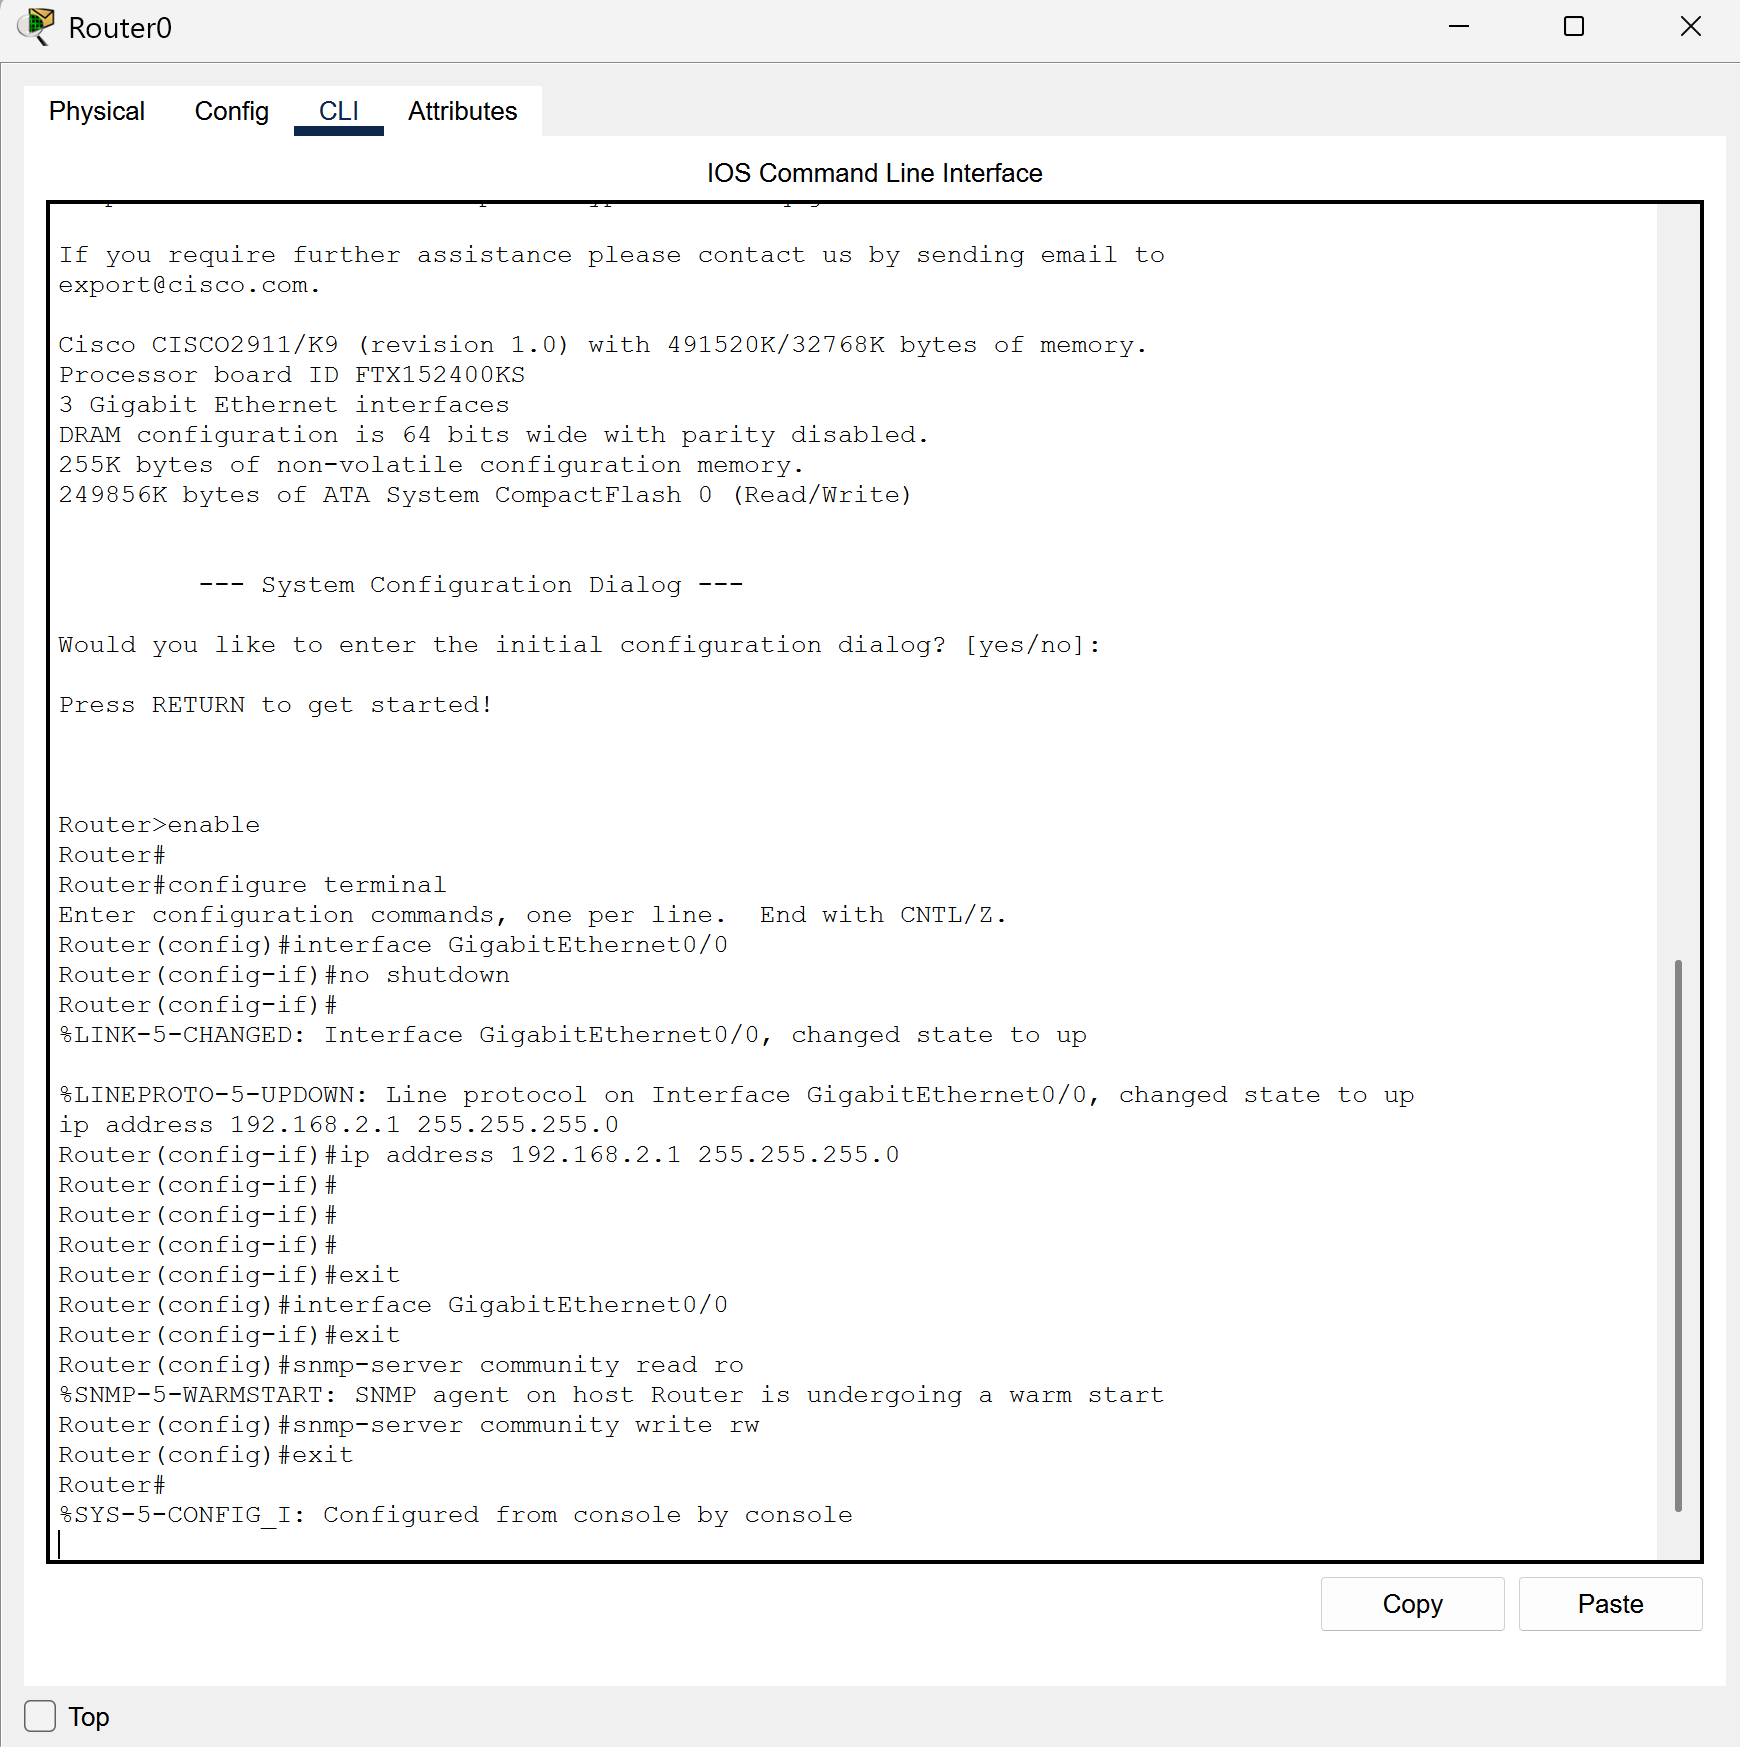 Router0
Physical Config CLI Attributes
IOS Command Line Interface
If you require further assistance please contact us by sending email to
export@cisco.com.
Cisco CISCO2911/K9 (revision 1.0) with 491520K/32768K bytes of memory.
Processor board ID FTX152400KS
3 Gigabit Ethernet interfaces
DRAM configuration is 64 bits wide with parity disabled.
255K bytes of non-volatile configuration memory.
249856K bytes of ATA System CompactFlash 0 (Read/Write)
--- System Configuration Dialog ---
Would you like to enter the initial configuration dialog? [yes/no]:
Press RETURN to get started!
Router>enable
Router#
Router#configure terminal
Enter configuration commands, one per line.  End with CNTL/Z.
Router(config)#interface GigabitEthernet0/0
Router(config-if)#no shutdown
Router(config-if)#
%LINK-5-CHANGED: Interface GigabitEthernet0/0, changed state to up
%LINEPROTO-5-UPDOWN: Line protocol on Interface GigabitEthernet0/0, changed state to up
ip address 192.168.2.1 255.255.255.0
Router(config-if)#ip address 192.168.2.1 255.255.255.0
Router(config-if)#
Router(config-if)#
Router(config-if)#
Router(config-if)#exit
Router(config)#interface GigabitEthernet0/0
Router(config-if)#exit
Router(config)#snmp-server community read ro
%SNMP-5-WARMSTART: SNMP agent on host Router is undergoing a warm start
Router(config)#snmp-server community write rw
Router(config)#exit
Router#
%SYS-5-CONFIG_I: Configured from console by console
Copy Paste
Top